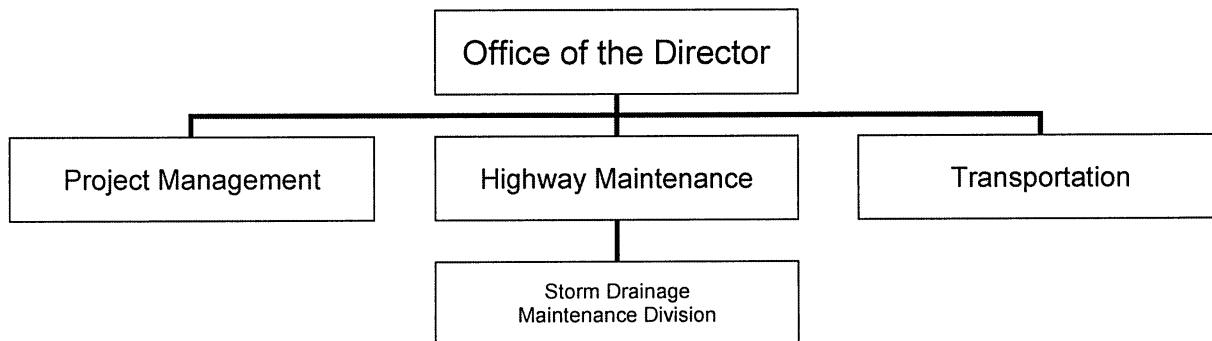 Office of the Director
Project Management
Highway Maintenance
Transportation
Storm Drainage
Maintenance Division